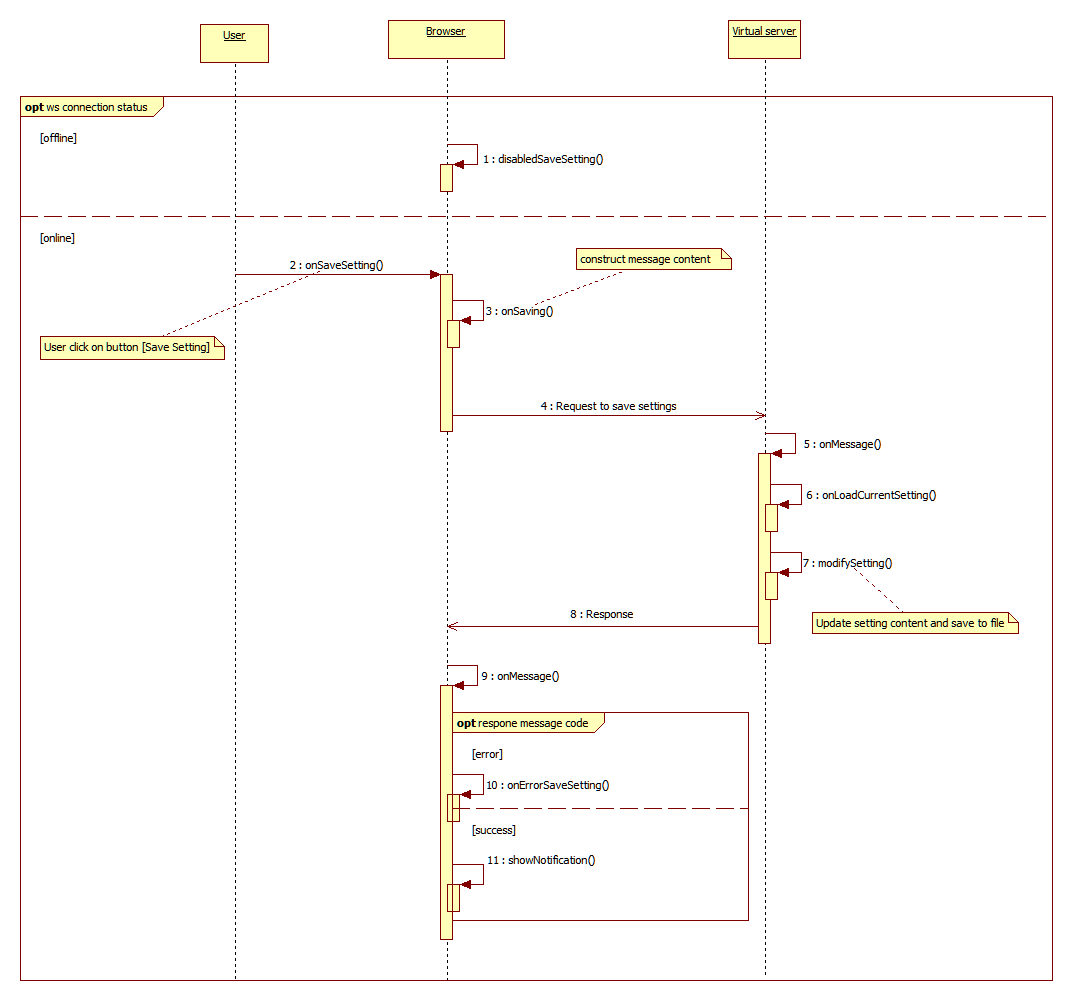 User
Browser
Virtual server
opt ws connection status
[offline]
1 : disabledSaveSetting()
[online]
2 : onSaveSetting()
construct message content
3 : onSaving()
User click on button [Save Setting]
4 : Request to save settings
5 : onMessage()
6 : onLoadCurrentSetting()
7 : modifySetting()
8 : Response
Update setting content and save to file
9 : onMessage()
opt respone message code
[error]
10 : onErrorSaveSetting()
[success]
11 : showNotification()